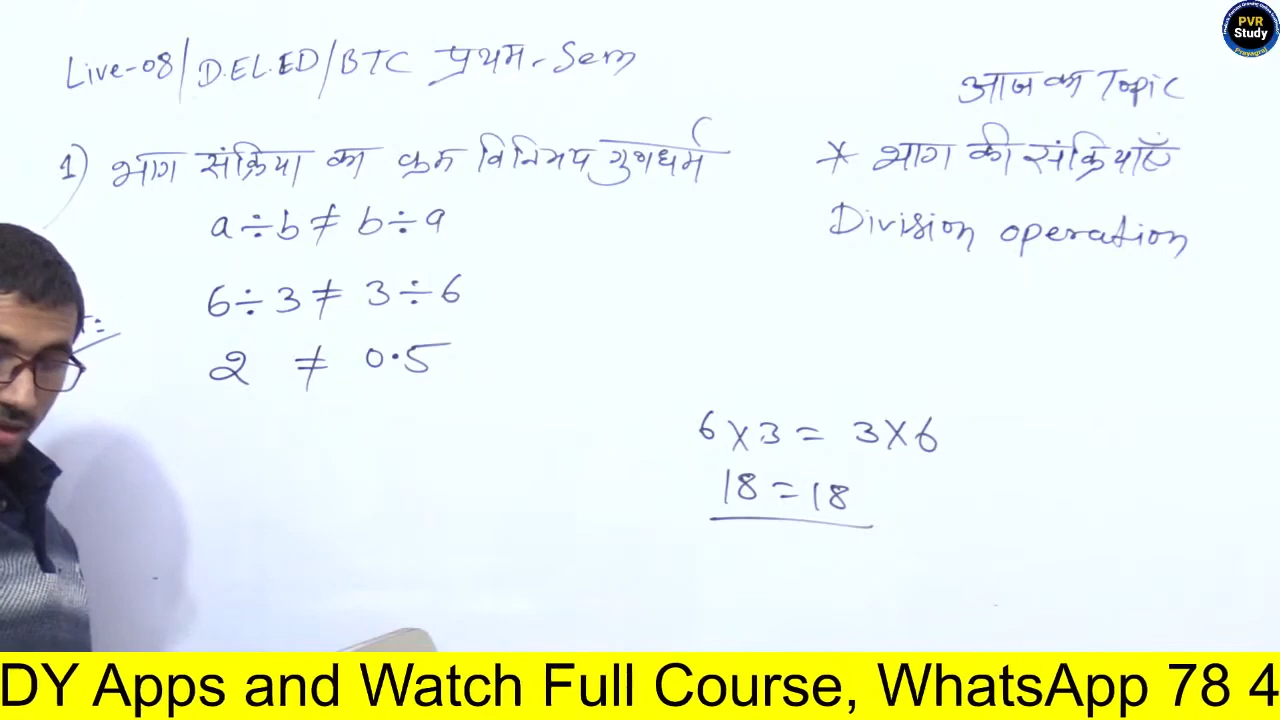 Live-08/D.EL.ED/BTC प्रथम-Sem
आज का Topic
1) भाग संक्रिया का क्रम विनिमय गुणधर्म
* भाग की संक्रियाएँ
Division operation
a ÷ b ≠ b ÷ a
6 ÷ 3 ≠ 3 ÷ 6
2 ≠ 0.5
6 x 3 = 3 x 6
18 = 18
PVR
Study
Prayagraj
DY Apps and Watch Full Course, WhatsApp 78 4